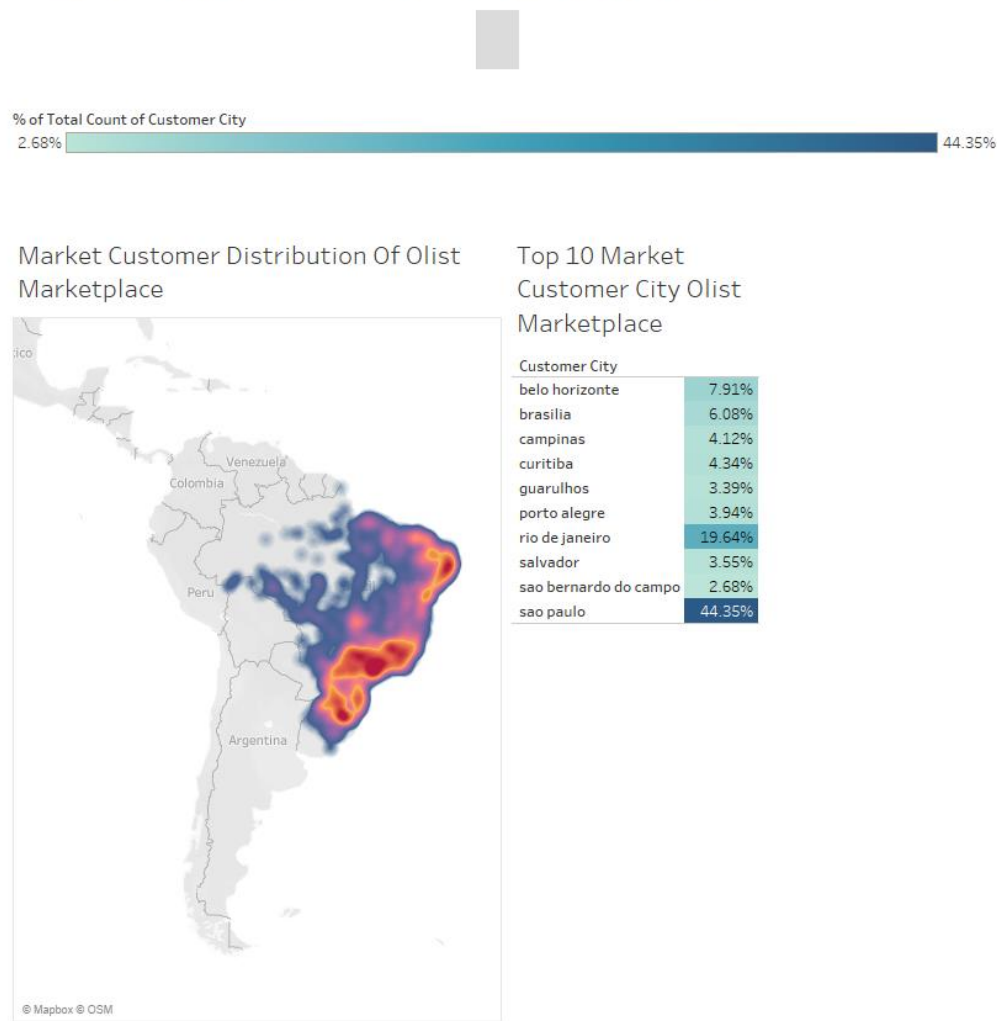 % of Total Count of Customer City
2.68% 44.35%
Market Customer Distribution Of Olist
Marketplace
Top 10 Market
Customer City Olist
Marketplace
Customer City
belo horizonte 7.91%
brasilia 6.08%
campinas 4.12%
curitiba 4.34%
guarulhos 3.39%
porto alegre 3.94%
rio de janeiro 19.64%
salvador 3.55%
sao bernardo do campo 2.68%
sao paulo 44.35%
ico
Venezuela
Colombia
Peru
Argentina
© Mapbox © OSM